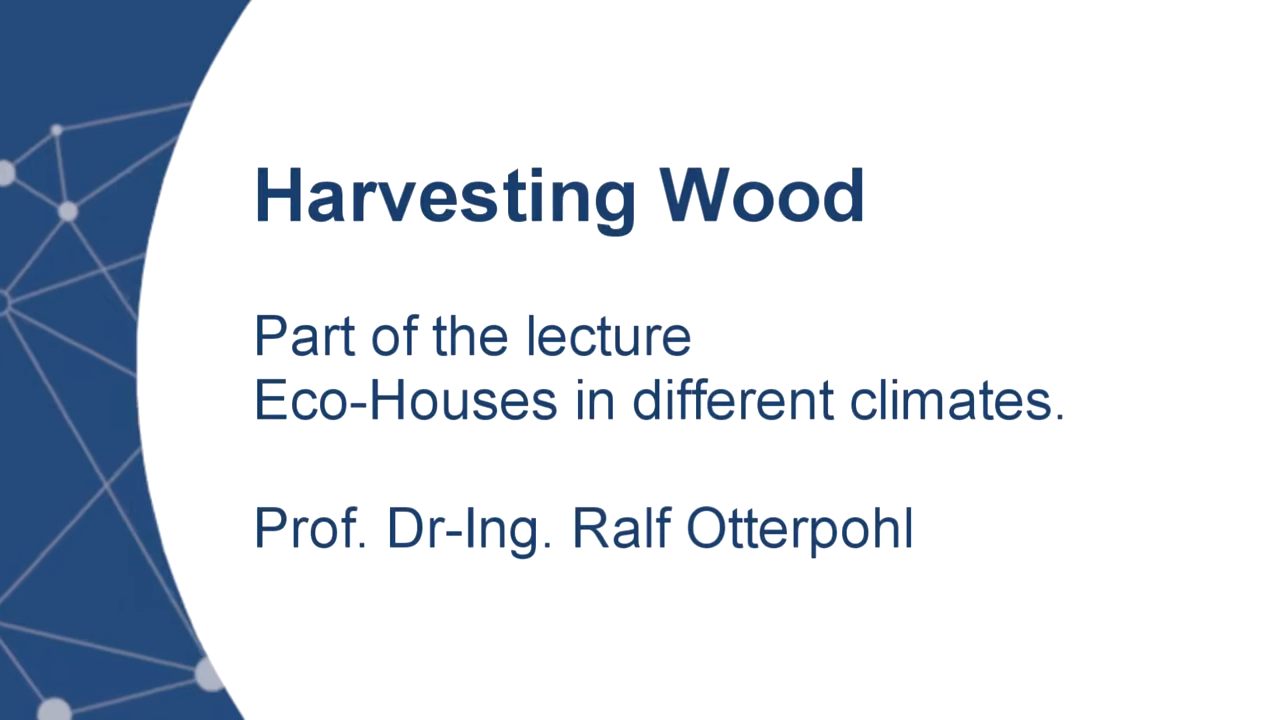 Harvesting Wood
Part of the lecture
Eco-Houses in different climates.
Prof. Dr-Ing. Ralf Otterpohl